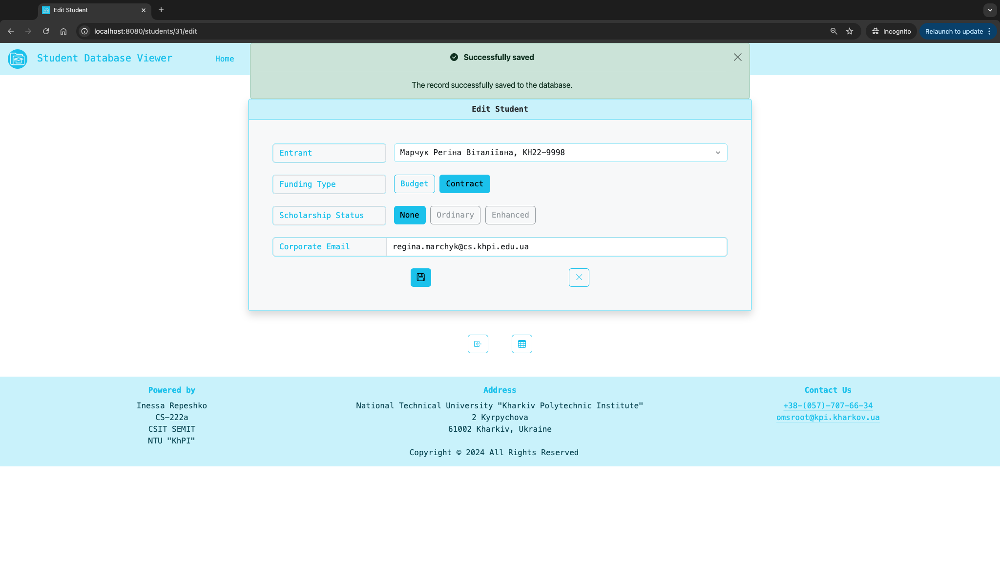 Edit Student
localhost:8080/students/31/edit
Incognito
Relaunch to update
Student Database Viewer
Home
Successfully saved
The record successfully saved to the database.
Edit Student
Entrant
Марчук Регіна Віталіївна, КН22-9998
Funding Type
Budget
Contract
Scholarship Status
None
Ordinary
Enhanced
Corporate Email
regina.marchyk@cs.khpi.edu.ua
Powered by
Inessa Repeshko
CS-222a
CSIT SEMIT
NTU "KhPI"
Address
National Technical University "Kharkiv Polytechnic Institute"
2 Kyrpychova
61002 Kharkiv, Ukraine
Copyright © 2024 All Rights Reserved
Contact Us
+38-(057)-707-66-34
omsroot@kpi.kharkov.ua